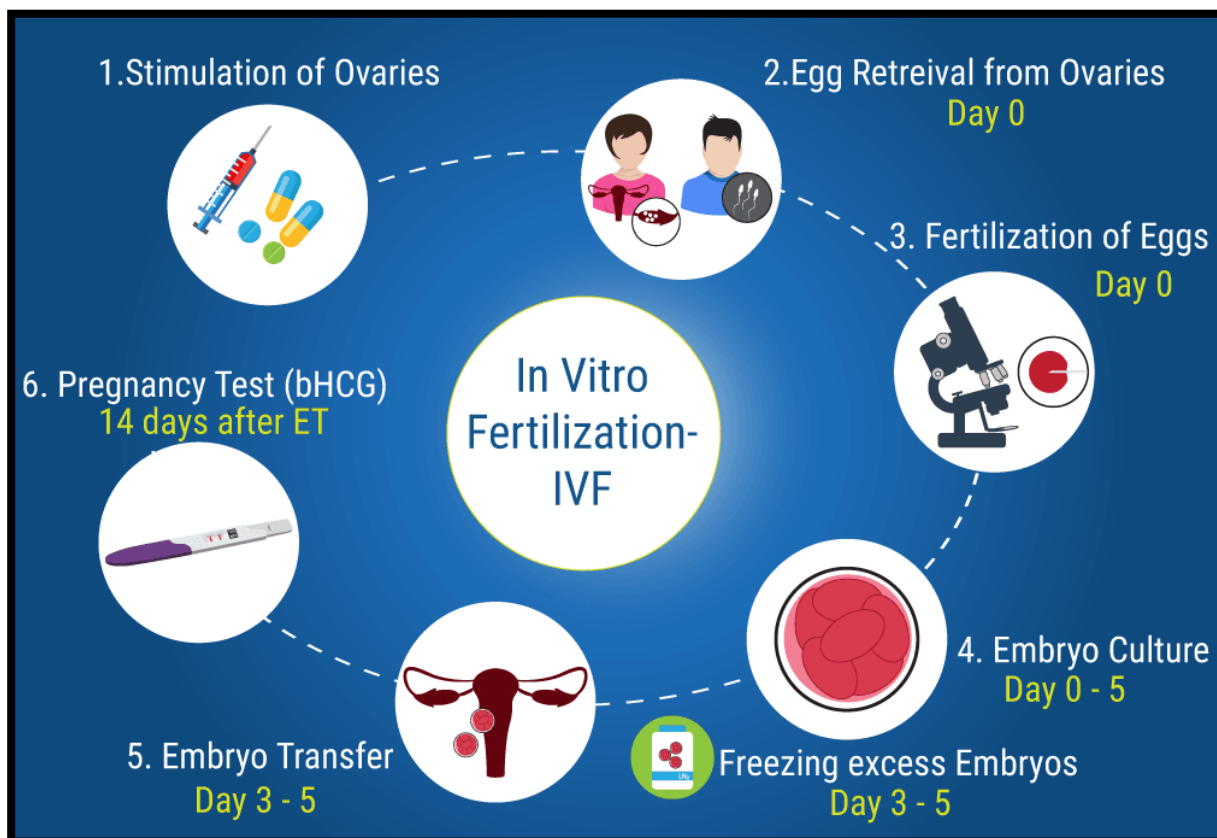 1.Stimulation of Ovaries
2.Egg Retreival from Ovaries
Day 0
3. Fertilization of Eggs
Day 0
In Vitro
Fertilization-
IVF
6. Pregnancy Test (bHCG)
14 days after ET
4. Embryo Culture
Day 0 - 5
5. Embryo Transfer
Day 3 - 5
Freezing excess Embryos
Day 3 - 5
LN₂